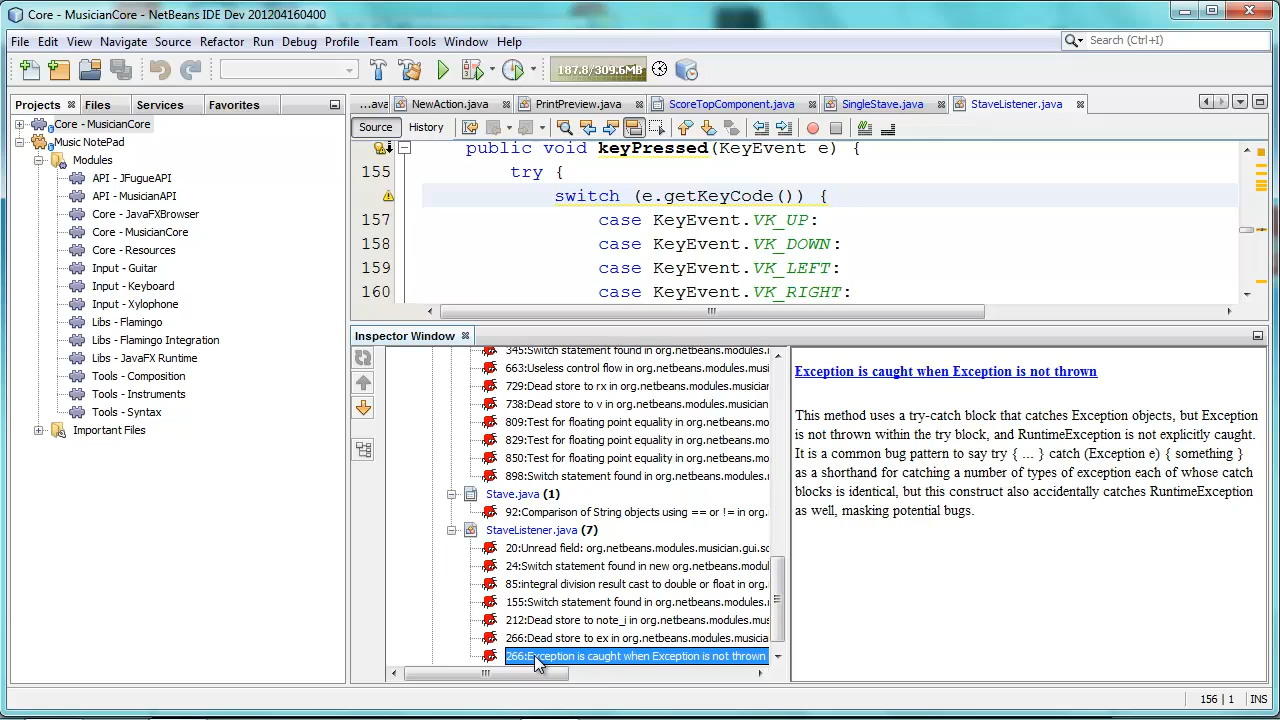 Core - MusicianCore - NetBeans IDE Dev 201204160400
File Edit View Navigate Source Refactor Run Debug Profile Team Tools Window Help
Search (Ctrl+I)
187.8/309.6MB
Projects Files Services Favorites
...ava NewAction.java PrintPreview.java ScoreTopComponent.java SingleStave.java StaveListener.java
Source History
Core - MusicianCore
Music NotePad
Modules
API - JFugueAPI
API - MusicianAPI
Core - JavaFXBrowser
Core - MusicianCore
Core - Resources
Input - Guitar
Input - Keyboard
Input - Xylophone
Libs - Flamingo
Libs - Flamingo Integration
Libs - JavaFX Runtime
Tools - Composition
Tools - Instruments
Tools - Syntax
Important Files
public void keyPressed(KeyEvent e) {
155 try {
switch (e.getKeyCode()) {
157 case KeyEvent.VK_UP:
158 case KeyEvent.VK_DOWN:
159 case KeyEvent.VK_LEFT:
160 case KeyEvent.VK_RIGHT:
Inspector Window
345:Switch statement found in org.netbeans.modules.
663:Useless control flow in org.netbeans.modules.m
729:Dead store to rx in org.netbeans.modules.musician
738:Dead store to v in org.netbeans.modules.musician
809:Test for floating point equality in org.netbeans.mod
829:Test for floating point equality in org.netbeans.mod
850:Test for floating point equality in org.netbeans.mod
898:Switch statement found in org.netbeans.modules.
Stave.java (1)
92:Comparison of String objects using == or != in org.
StaveListener.java (7)
20:Unread field: org.netbeans.modules.musician.gui.sc
24:Switch statement found in new org.netbeans.modul
85:integral division result cast to double or float in org.
155:Switch statement found in org.netbeans.modules.
212:Dead store to note_i in org.netbeans.modules.mu
266:Dead store to ex in org.netbeans.modules.musicia
266:Exception is caught when Exception is not thrown
Exception is caught when Exception is not thrown
This method uses a try-catch block that catches Exception objects, but Exception
is not thrown within the try block, and RuntimeException is not explicitly caught.
It is a common bug pattern to say try { ... } catch (Exception e) { something }
as a shorthand for catching a number of types of exception each of whose catch
blocks is identical, but this construct also accidentally catches RuntimeException
as well, masking potential bugs.
156 | 1 INS